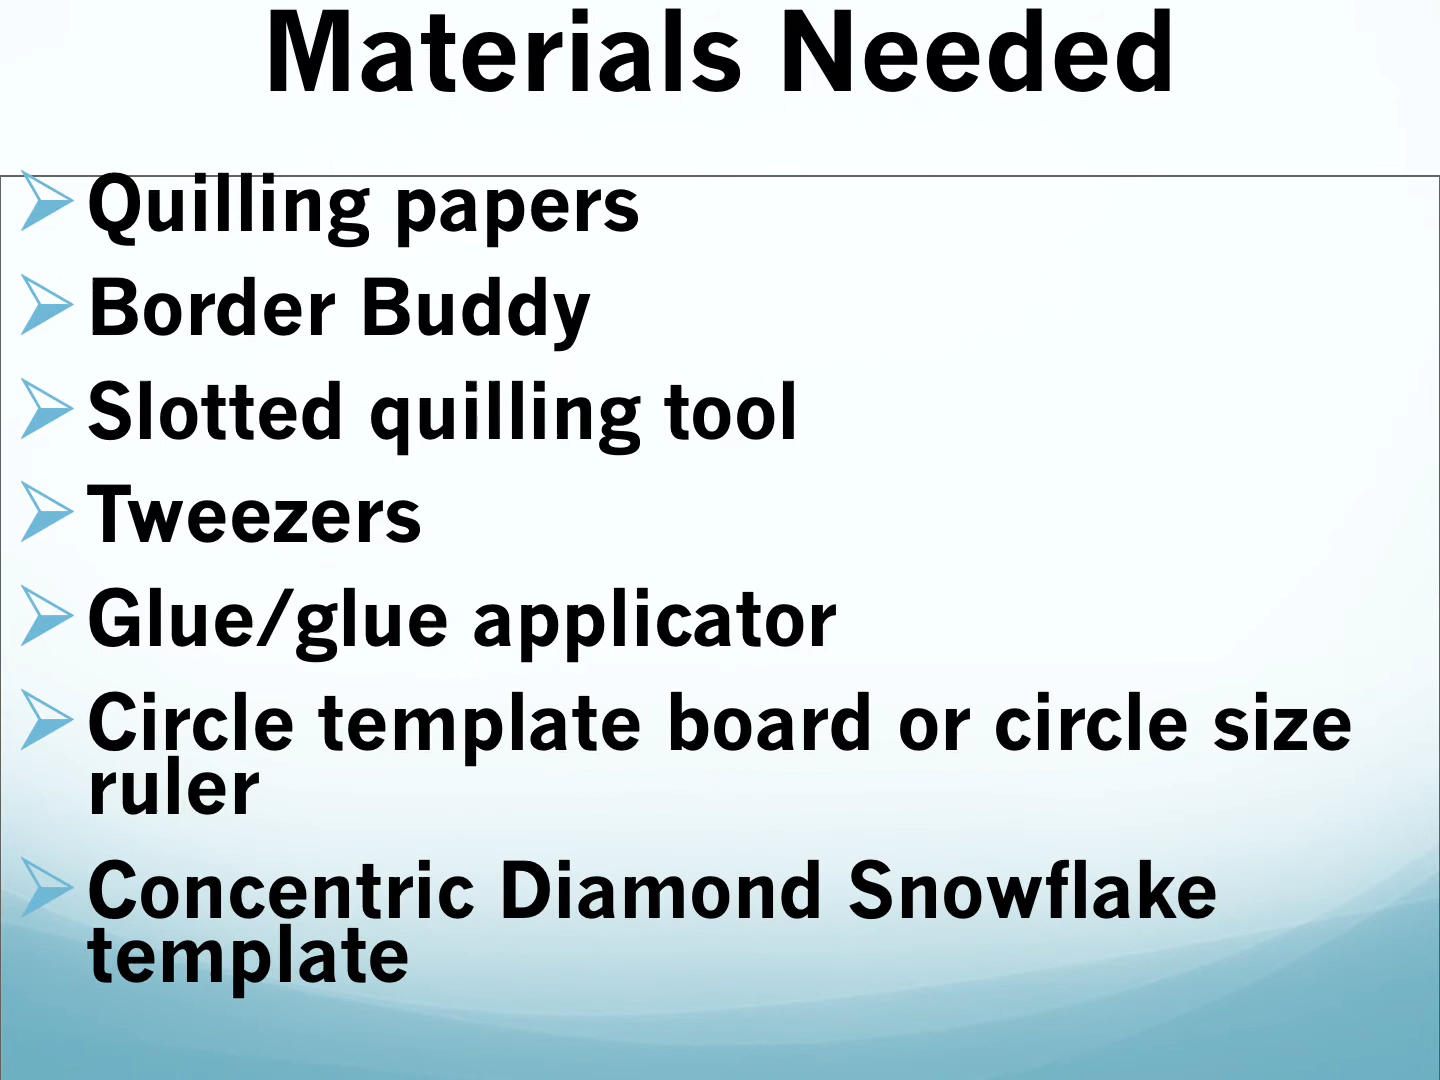 Materials Needed
Quilling papers
Border Buddy
Slotted quilling tool
Tweezers
Glue/glue applicator
Circle template board or circle size
ruler
Concentric Diamond Snowflake
template